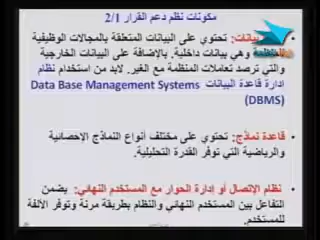 مكونات نظم دعم القرار 2/1
بيانات: تحتوي على البيانات المتعلقة بالمجالات الوظيفية
وهي بيانات داخلية. بالإضافة على البيانات الخارجية
والتي ترصد تعاملات المنظمة مع الغير. لابد من استخدام نظام
ادارة قاعدة البيانات Data Base Management Systems
(DBMS)
قاعدة نماذج: تحتوي على مختلف أنواع النماذج الاحصائية
والرياضية التي توفر القدرة التحليلية.
نظام الإتصال أو إدارة الحوار مع المستخدم النهائي: يضمن
التفاعل بين المستخدم النهائي والنظام بطريقة مرنة وتوفر الألفة
للمستخدم.